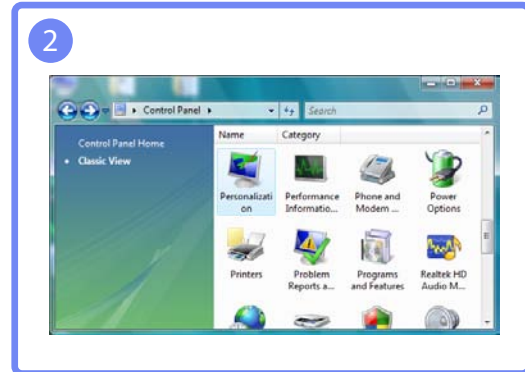 2
Control Panel
Search
Control Panel Home
Classic View
Name Category
Personalizati
on
Performance
Informatio...
Phone and
Modem ...
Power
Options
Printers
Problem
Reports a...
Programs
and Features
Realtek HD
Audio M...